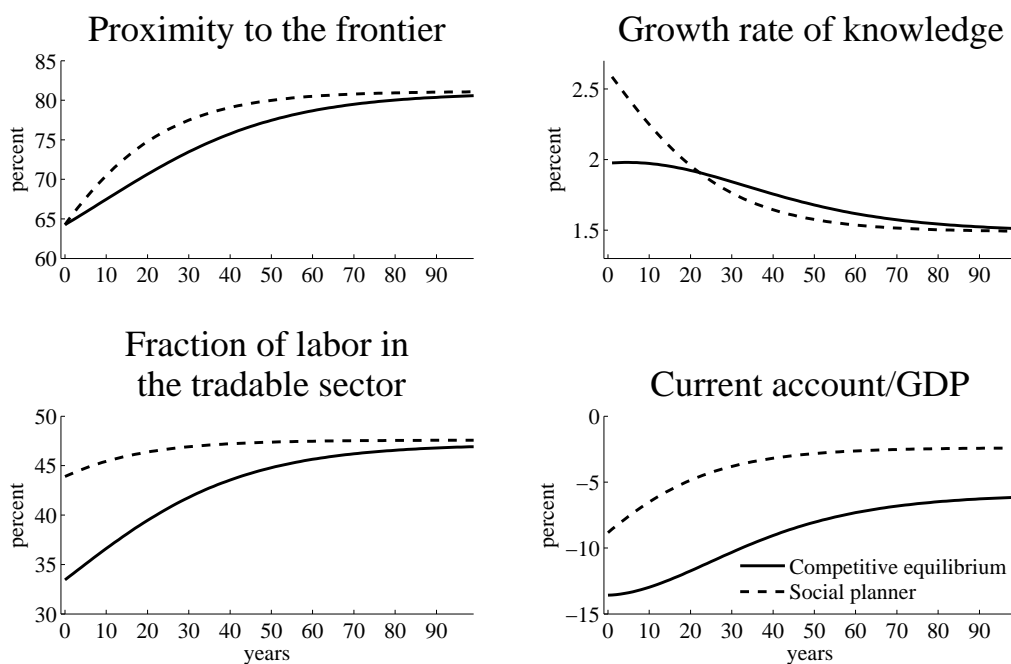 Proximity to the frontier
85
80
75
70
65
60
percent
0 10 20 30 40 50 60 70 80 90
Growth rate of knowledge
2.5
2
1.5
percent
0 10 20 30 40 50 60 70 80 90
Fraction of labor in
the tradable sector
50
45
40
35
30
percent
0 10 20 30 40 50 60 70 80 90
years
Current account/GDP
0
−5
−10
−15
percent
Competitive equilibrium
Social planner
0 10 20 30 40 50 60 70 80 90
years